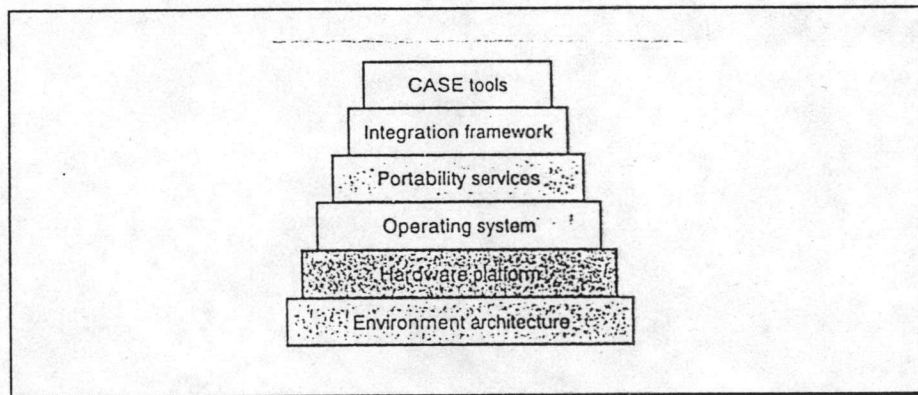 CASE tools
Integration framework
Portability services
Operating system
Hardware platform
Environment architecture